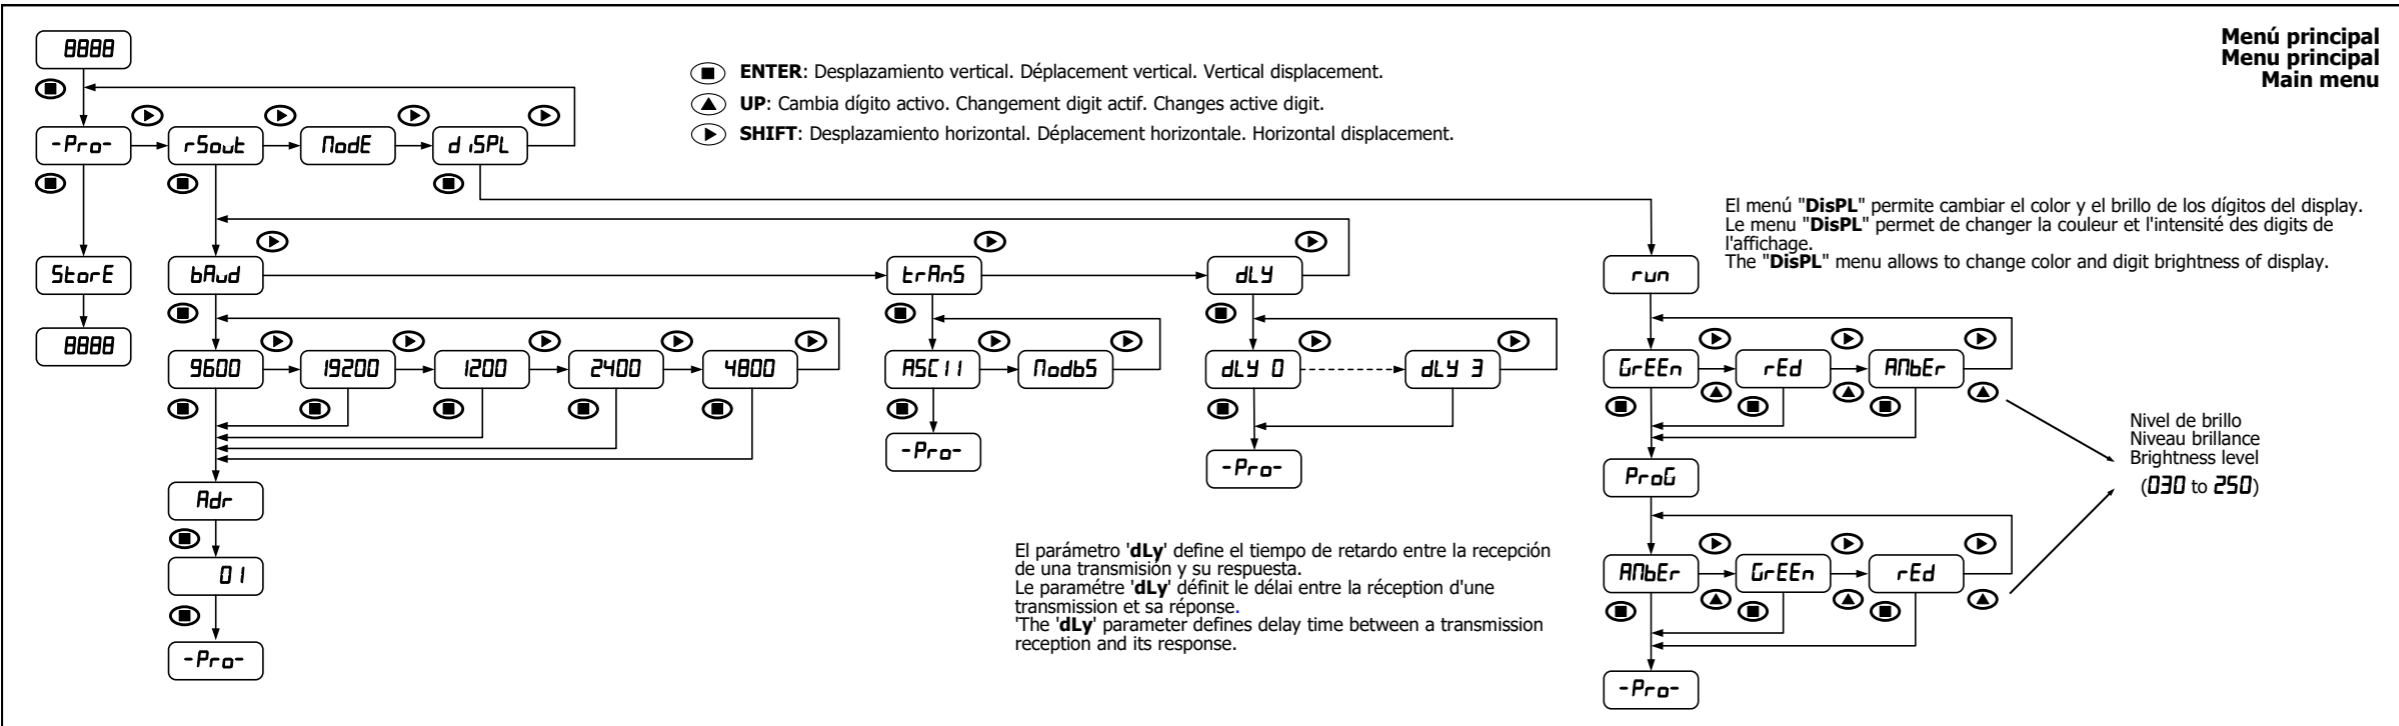 Menú principal
Menu principal
Main menu
8888
ENTER: Desplazamiento vertical. Déplacement vertical. Vertical displacement.
UP: Cambia dígito activo. Changement digit actif. Changes active digit.
SHIFT: Desplazamiento horizontal. Déplacement horizontale. Horizontal displacement.
-Pro- rSout ModE diSPL
El menú "DisPL" permite cambiar el color y el brillo de los dígitos del display.
Le menu "DisPL" permet de changer la couleur et l'intensité des digits de
l'affichage.
The "DisPL" menu allows to change color and digit brightness of display.
StorE bAud trAnS dLY run
8888 9600 19200 1200 2400 4800 ASCII ModbS dLY 0 dLY 3 GrEEn rEd AMbEr
-Pro- -Pro-
Nivel de brillo
Niveau brillance
Brightness level
(030 to 250)
Adr ProG
01 AMbEr GrEEn rEd
El parámetro 'dLy' define el tiempo de retardo entre la recepción
de una transmisión y su respuesta.
Le paramétre 'dLy' définit le délai entre la réception d'une
transmission et sa réponse.
'The 'dLy' parameter defines delay time between a transmission
reception and its response.
-Pro- -Pro-